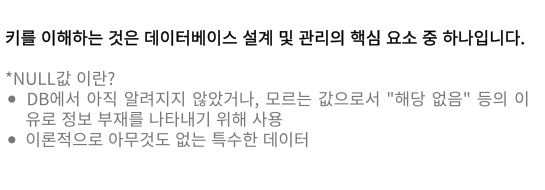 키를 이해하는 것은 데이터베이스 설계 및 관리의 핵심 요소 중 하나입니다.
*NULL값 이란?
● DB에서 아직 알려지지 않았거나, 모르는 값으로서 "해당 없음" 등의 이
유로 정보 부재를 나타내기 위해 사용
● 이론적으로 아무것도 없는 특수한 데이터